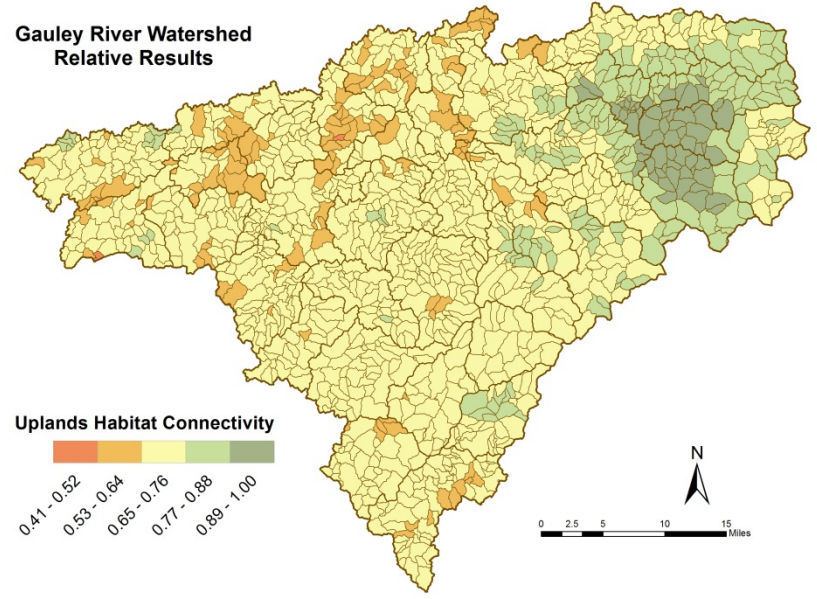 Gauley River Watershed
Relative Results
Uplands Habitat Connectivity
0.41 - 0.52
0.53 - 0.64
0.65 - 0.76
0.77 - 0.88
0.89 - 1.00
N
0 2.5 5 10 15
Miles